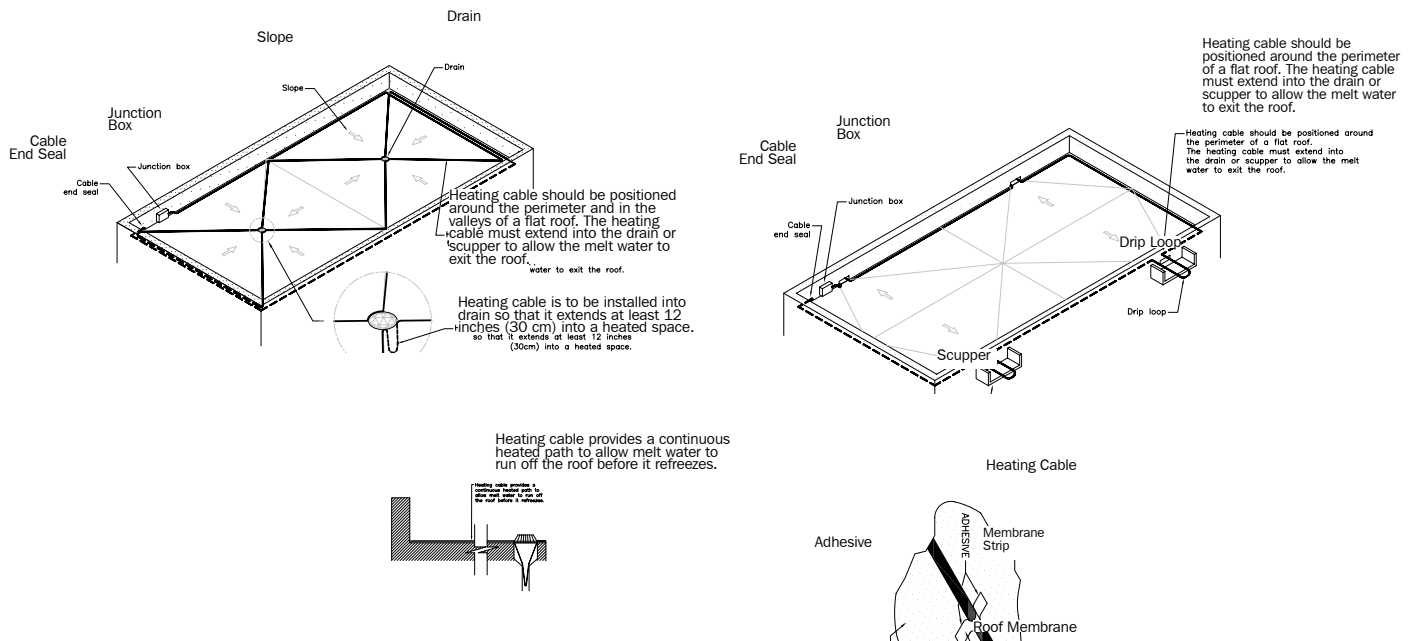 Drain
Slope
Drain
Slope
Junction
Box
Cable
End Seal
Junction box
Cable
end seal
Heating cable should be positioned
around the perimeter and in the
valleys of a flat roof. The heating
cable must extend into the drain or
scupper to allow the melt water to
exit the roof.
water to exit the roof.
Heating cable is to be installed into
drain so that it extends at least 12
inches (30 cm) into a heated space.
so that it extends at least 12 inches
(30cm) into a heated space.
Heating cable should be
positioned around the perimeter
of a flat roof. The heating cable
must extend into the drain or
scupper to allow the melt water
to exit the roof.
Junction
Box
Cable
End Seal
Heating cable should be positioned around
the perimeter of a flat roof.
The heating cable must extend into
the drain or scupper to allow the melt
water to exit the roof.
Junction box
Cable
end seal
Drip Loop
Drip loop
Scupper
Heating cable provides a continuous
heated path to allow melt water to
run off the roof before it refreezes.
Heating cable provides a
continuous heated path to
allow melt water to run off
the roof before it refreezes.
Heating Cable
Adhesive
ADHESIVE
Membrane
Strip
Roof Membrane